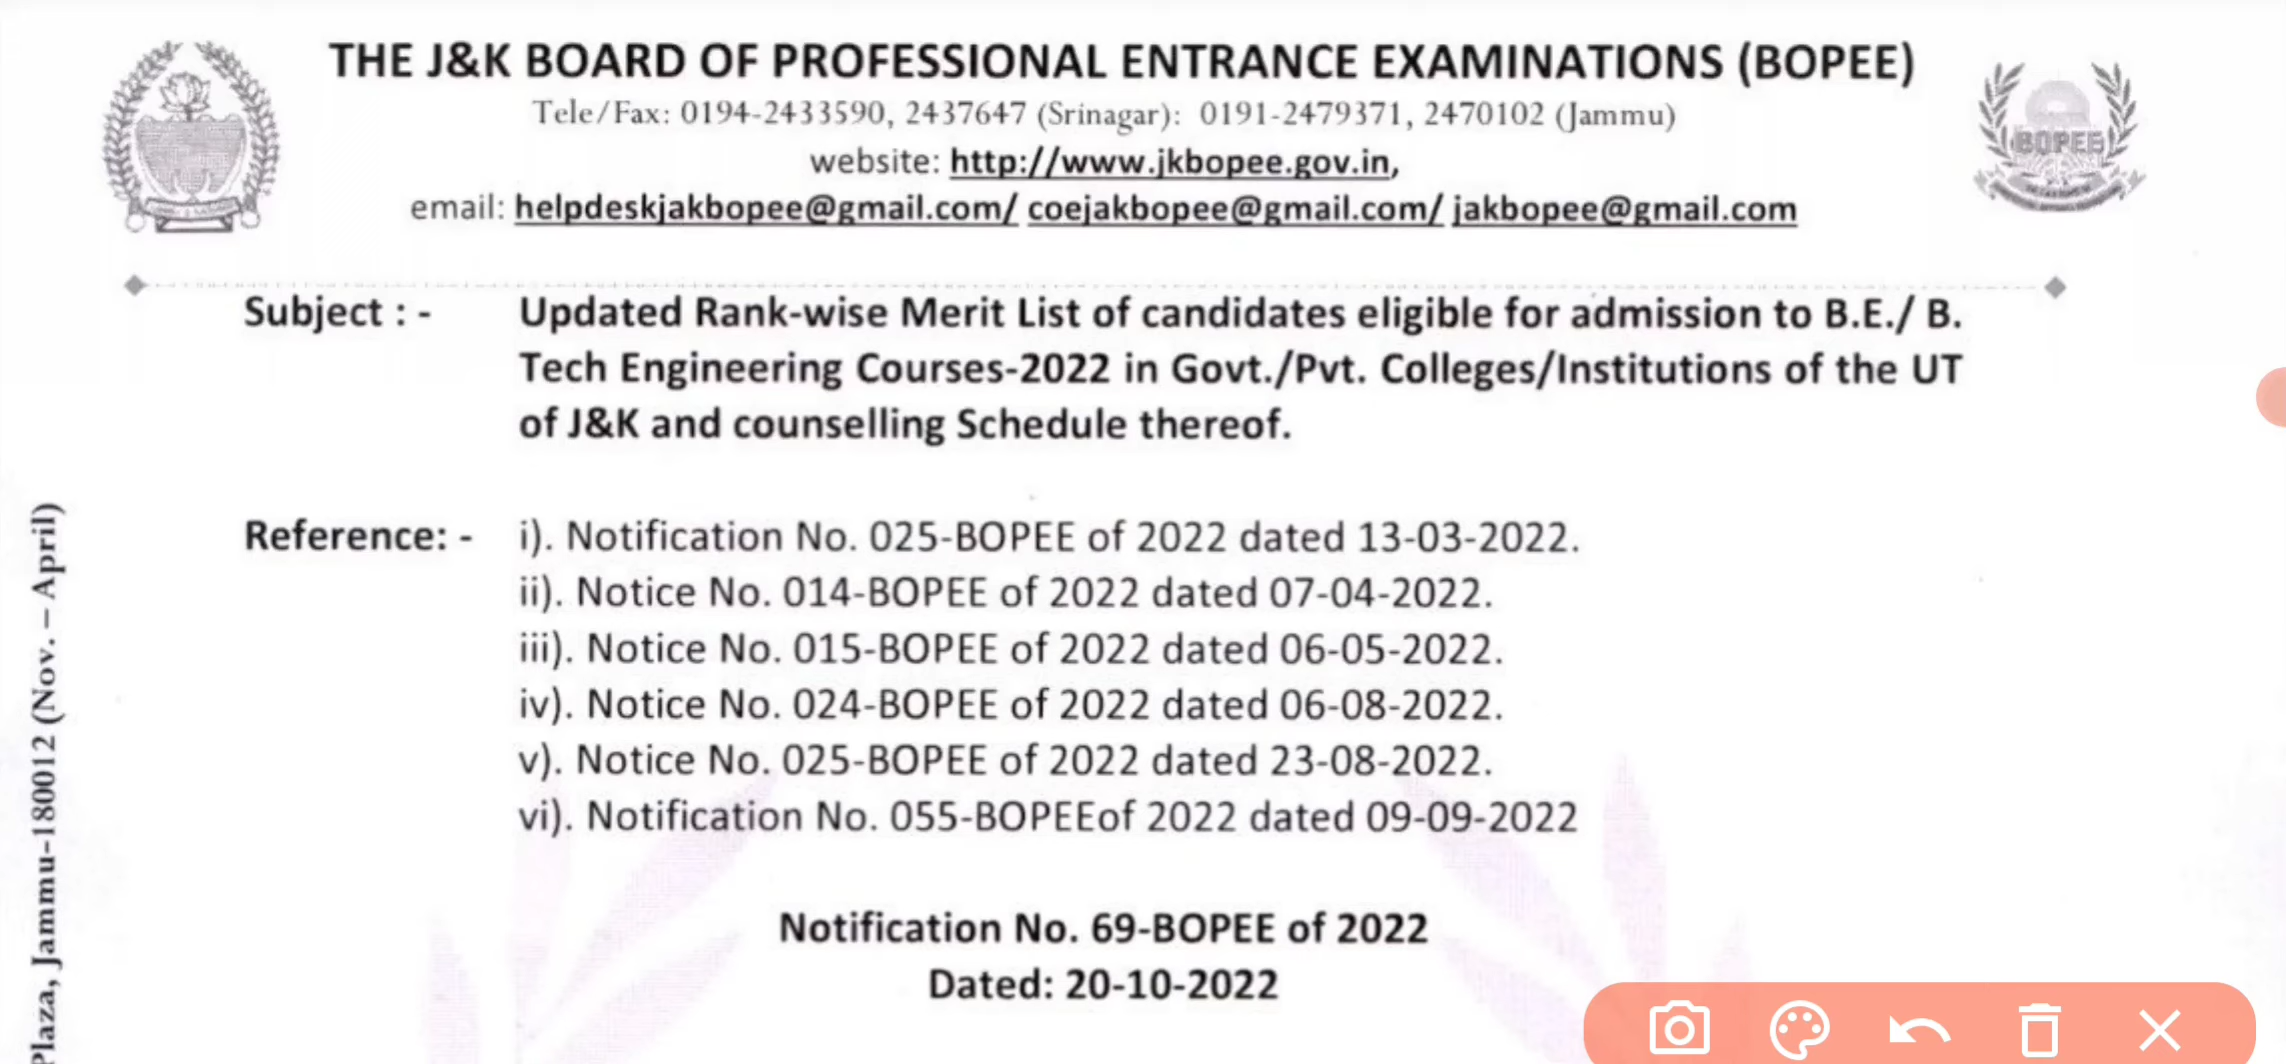 THE J&K BOARD OF PROFESSIONAL ENTRANCE EXAMINATIONS (BOPEE)
Tele/Fax: 0194-2433590, 2437647 (Srinagar): 0191-2479371, 2470102 (Jammu)
website: http://www.jkbopee.gov.in,
email: helpdeskjakbopee@gmail.com/ coejakbopee@gmail.com/ jakbopee@gmail.com
BOPEE
Subject : - Updated Rank-wise Merit List of candidates eligible for admission to B.E./ B.
Tech Engineering Courses-2022 in Govt./Pvt. Colleges/Institutions of the UT
of J&K and counselling Schedule thereof.
Reference: - i). Notification No. 025-BOPEE of 2022 dated 13-03-2022.
ii). Notice No. 014-BOPEE of 2022 dated 07-04-2022.
iii). Notice No. 015-BOPEE of 2022 dated 06-05-2022.
iv). Notice No. 024-BOPEE of 2022 dated 06-08-2022.
v). Notice No. 025-BOPEE of 2022 dated 23-08-2022.
vi). Notification No. 055-BOPEEof 2022 dated 09-09-2022
Notification No. 69-BOPEE of 2022
Dated: 20-10-2022
Plaza, Jammu-180012 (Nov. – April)